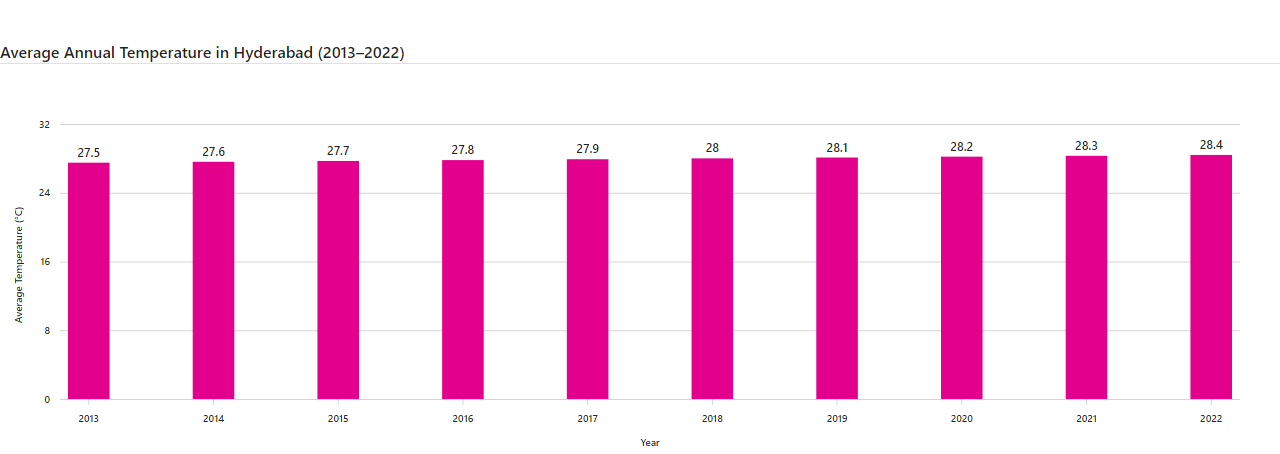 Average Annual Temperature in Hyderabad (2013–2022)
32
24
16
8
0
Average Temperature (°C)
27.5 27.6 27.7 27.8 27.9 28 28.1 28.2 28.3 28.4
2013 2014 2015 2016 2017 2018 2019 2020 2021 2022
Year